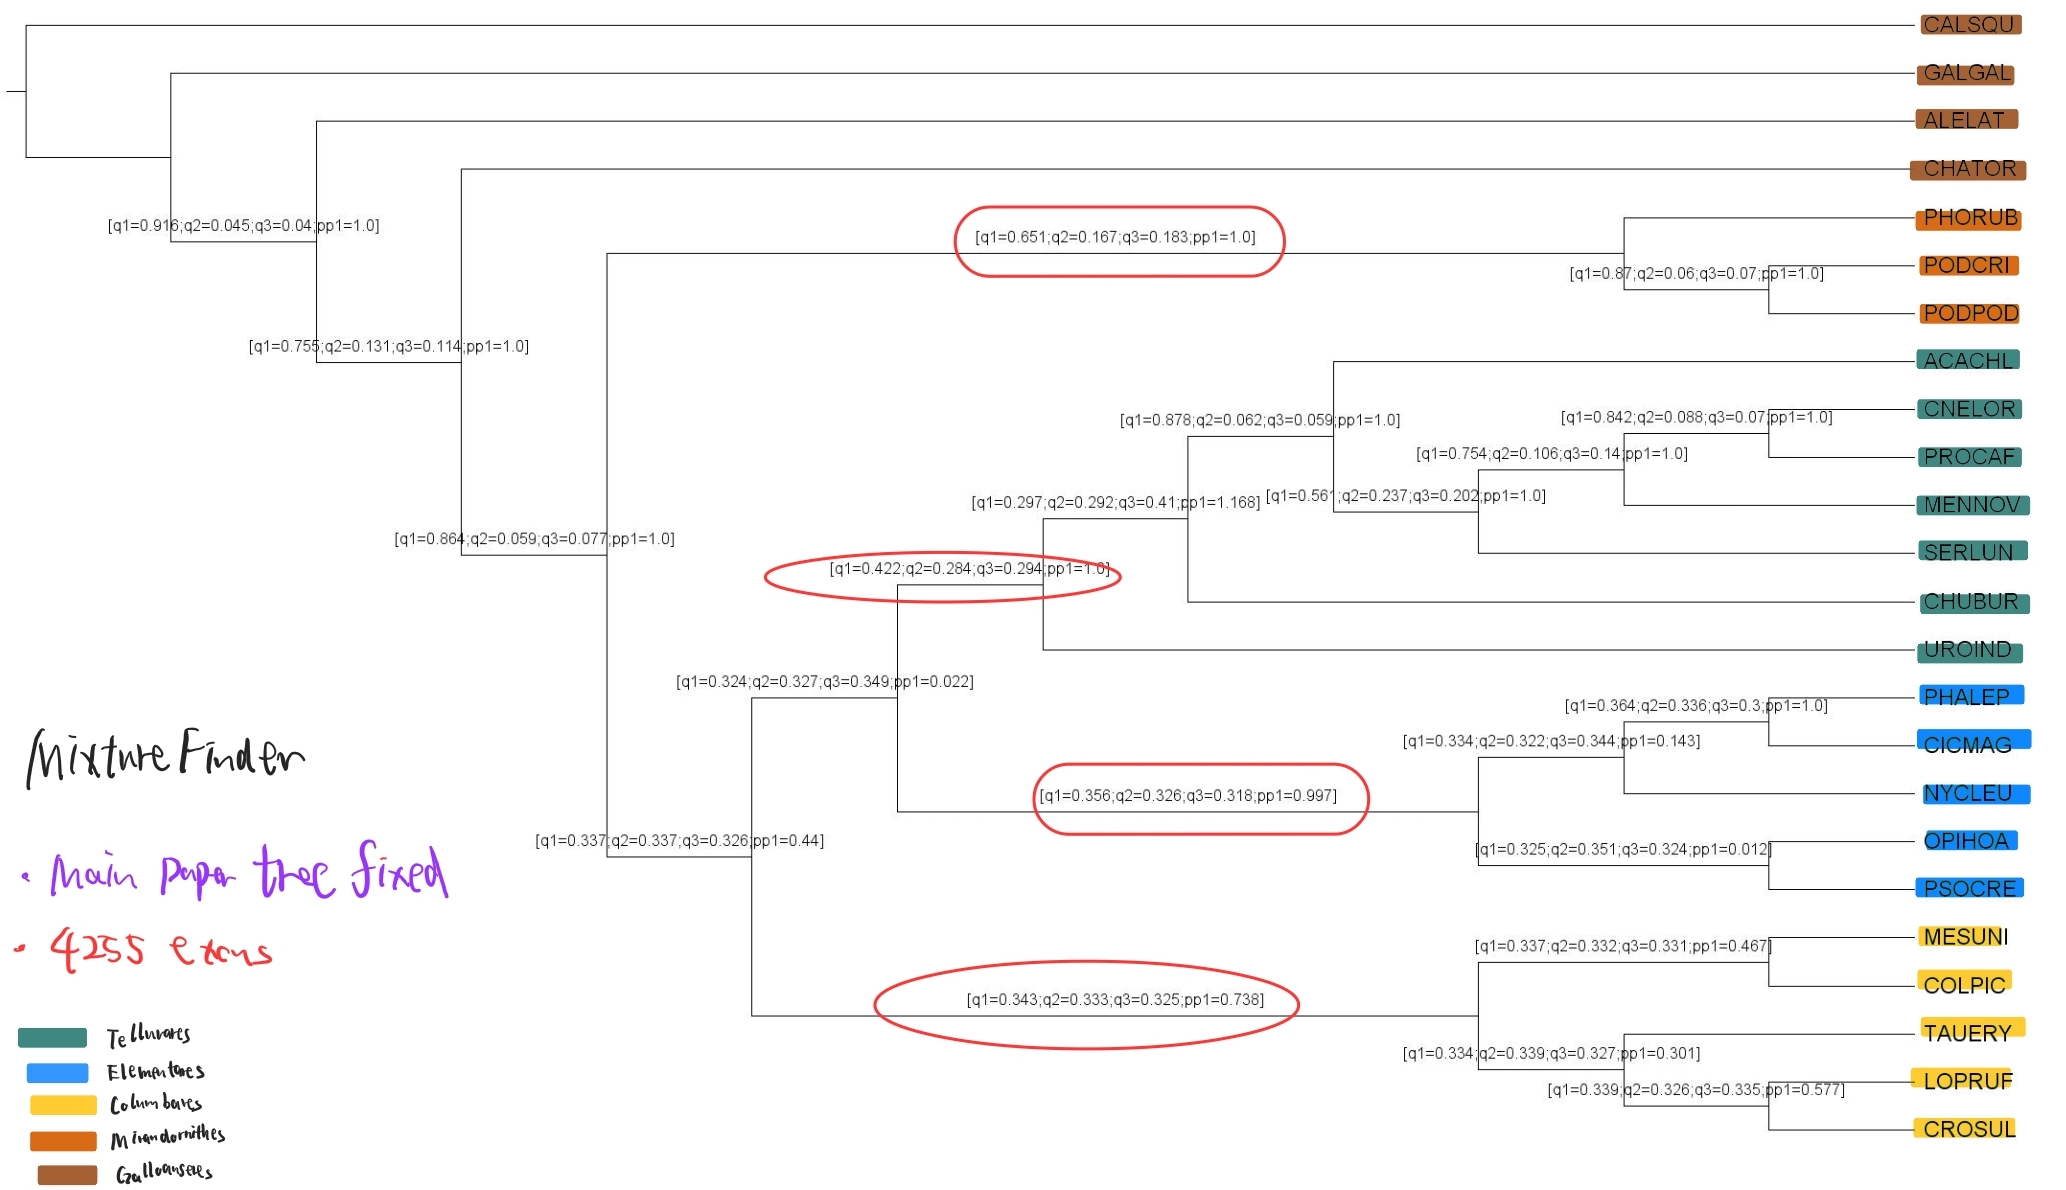 CALSQU
GALGAL
ALELAT
CHATOR
PHORUB
[q1=0.916;q2=0.045;q3=0.04;pp1=1.0]
[q1=0.651;q2=0.167;q3=0.183;pp1=1.0]
PODCRI
[q1=0.87;q2=0.06;q3=0.07;pp1=1.0]
PODPOD
[q1=0.755;q2=0.131;q3=0.114;pp1=1.0]
ACACHL
CNELOR
[q1=0.878;q2=0.062;q3=0.059;pp1=1.0]
[q1=0.842;q2=0.088;q3=0.07;pp1=1.0]
[q1=0.754;q2=0.106;q3=0.14;pp1=1.0]
PROCAF
[q1=0.297;q2=0.292;q3=0.41;pp1=1.168]
[q1=0.561;q2=0.237;q3=0.202;pp1=1.0]
MENNOV
[q1=0.864;q2=0.059;q3=0.077;pp1=1.0]
SERLUN
[q1=0.422;q2=0.284;q3=0.294;pp1=1.0]
CHUBUR
UROIND
[q1=0.324;q2=0.327;q3=0.349;pp1=0.022]
PHALEP
[q1=0.364;q2=0.336;q3=0.3;pp1=1.0]
[q1=0.334;q2=0.322;q3=0.344;pp1=0.143]
CICMAG
MixtureFinder
[q1=0.356;q2=0.326;q3=0.318;pp1=0.997]
NYCLEU
[q1=0.337;q2=0.337;q3=0.326;pp1=0.44]
OPIHOA
[q1=0.325;q2=0.351;q3=0.324;pp1=0.012]
• Main paper tree fixed
PSOCRE
• 4255 exons
MESUNI
[q1=0.337;q2=0.332;q3=0.331;pp1=0.467]
COLPIC
[q1=0.343;q2=0.333;q3=0.325;pp1=0.738]
Telluraves
TAUERY
[q1=0.334;q2=0.339;q3=0.327;pp1=0.301]
Elementaves
LOPRUF
[q1=0.339;q2=0.326;q3=0.335;pp1=0.577]
Columbaves
CROSUL
Mirandornithes
Galloanseres